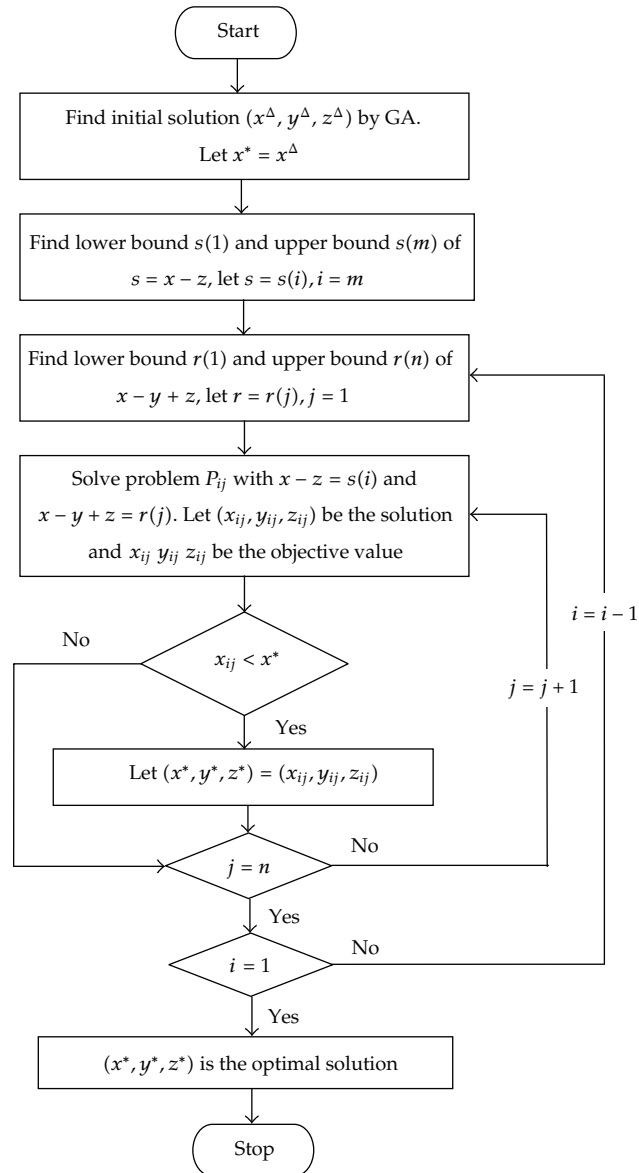 Start
Find initial solution (x^Δ, y^Δ, z^Δ) by GA.
Let x* = x^Δ
Find lower bound s(1) and upper bound s(m) of
s = x − z, let s = s(i), i = m
Find lower bound r(1) and upper bound r(n) of
x − y + z, let r = r(j), j = 1
Solve problem P_ij with x − z = s(i) and
x − y + z = r(j). Let (x_ij, y_ij, z_ij) be the solution
and x_ij y_ij z_ij be the objective value
i = i − 1
No
x_ij < x*
j = j + 1
Yes
Let (x*, y*, z*) = (x_ij, y_ij, z_ij)
No
j = n
Yes
No
i = 1
Yes
(x*, y*, z*) is the optimal solution
Stop